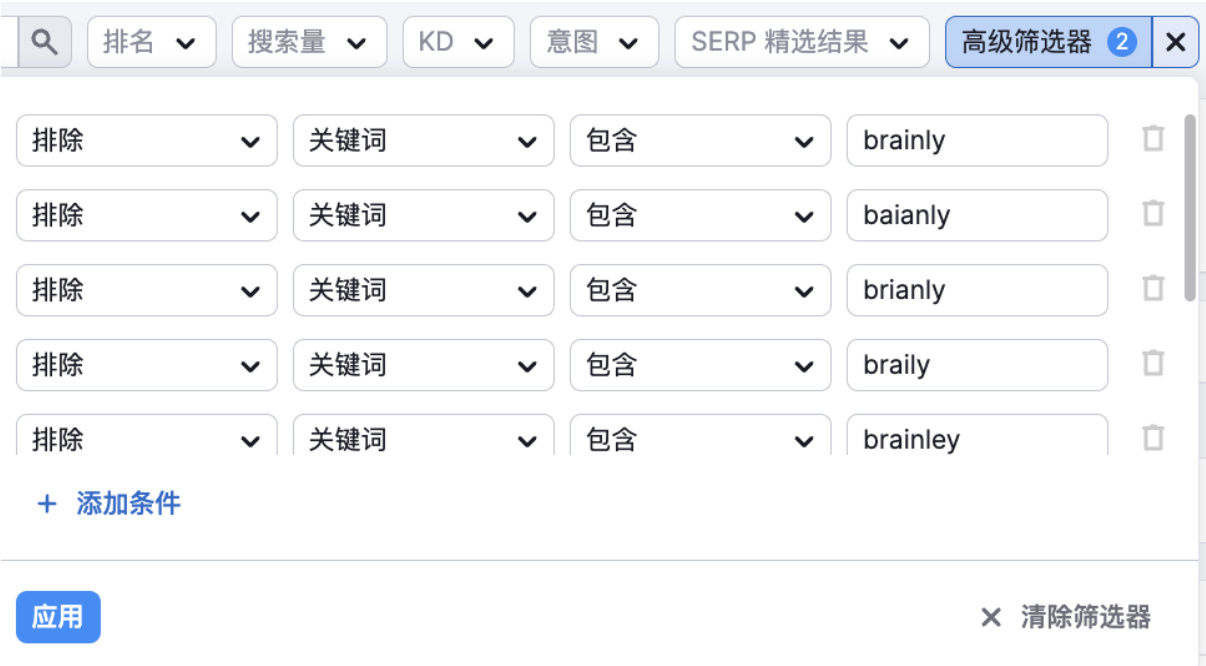 排名 搜索量 KD 意图 SERP 精选结果 高级筛选器 2
排除 关键词 包含 brainly
排除 关键词 包含 baianly
排除 关键词 包含 brianly
排除 关键词 包含 braily
排除 关键词 包含 brainley
+ 添加条件
应用 × 清除筛选器